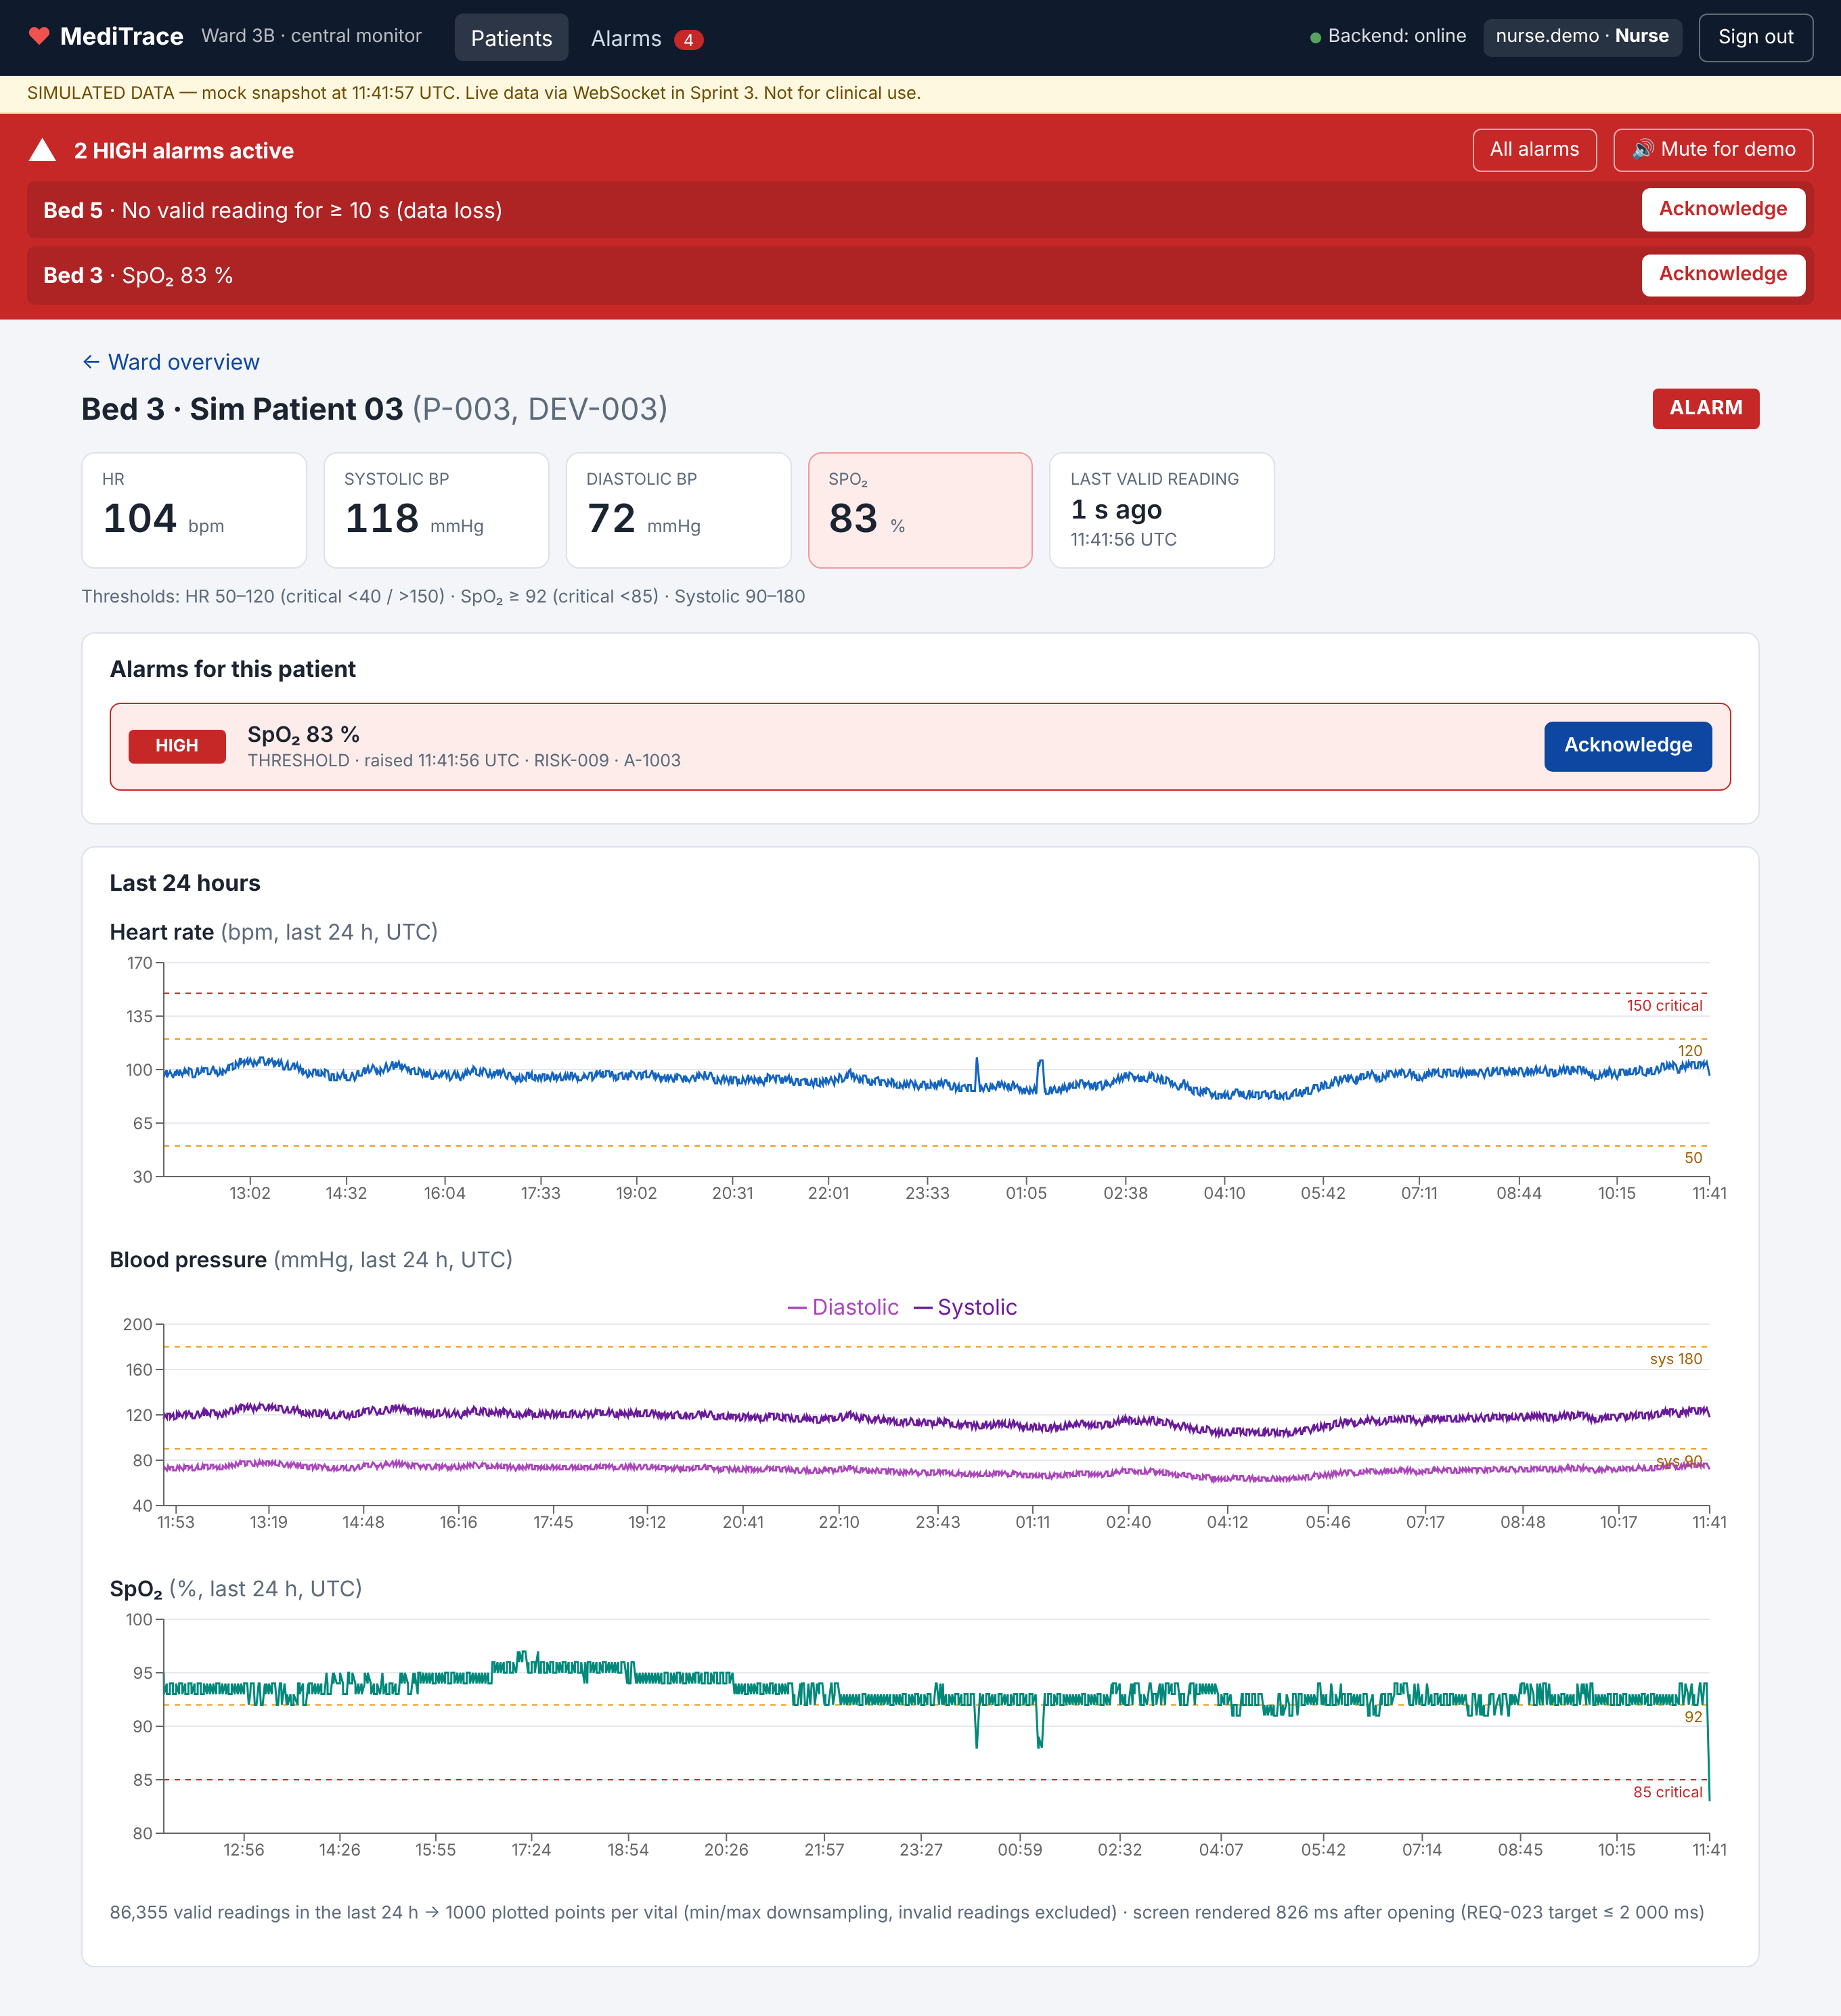 MediTrace Ward 3B · central monitor Patients Alarms 4 Backend: online nurse.demo · Nurse Sign out
SIMULATED DATA — mock snapshot at 11:41:57 UTC. Live data via WebSocket in Sprint 3. Not for clinical use.
2 HIGH alarms active All alarms 🔊 Mute for demo
Bed 5 · No valid reading for ≥ 10 s (data loss) Acknowledge
Bed 3 · SpO₂ 83 % Acknowledge
← Ward overview
Bed 3 · Sim Patient 03 (P-003, DEV-003) ALARM
HR SYSTOLIC BP DIASTOLIC BP SPO₂ LAST VALID READING
104 bpm 118 mmHg 72 mmHg 83 % 1 s ago
11:41:56 UTC
Thresholds: HR 50–120 (critical <40 / >150) · SpO₂ ≥ 92 (critical <85) · Systolic 90–180
Alarms for this patient
HIGH SpO₂ 83 % Acknowledge
THRESHOLD · raised 11:41:56 UTC · RISK-009 · A-1003
Last 24 hours
Heart rate (bpm, last 24 h, UTC)
170
150 critical
135
120
100
65
50
30
13:02 14:32 16:04 17:33 19:02 20:31 22:01 23:33 01:05 02:38 04:10 05:42 07:11 08:44 10:15 11:41
Blood pressure (mmHg, last 24 h, UTC)
Diastolic Systolic
200
sys 180
160
120
80
sys 90
40
11:53 13:19 14:48 16:16 17:45 19:12 20:41 22:10 23:43 01:11 02:40 04:12 05:46 07:17 08:48 10:17 11:41
SpO₂ (%, last 24 h, UTC)
100
95
92
90
85
85 critical
80
12:56 14:26 15:55 17:24 18:54 20:26 21:57 23:27 00:59 02:32 04:07 05:42 07:14 08:45 10:15 11:41
86,355 valid readings in the last 24 h → 1000 plotted points per vital (min/max downsampling, invalid readings excluded) · screen rendered 826 ms after opening (REQ-023 target ≤ 2 000 ms)